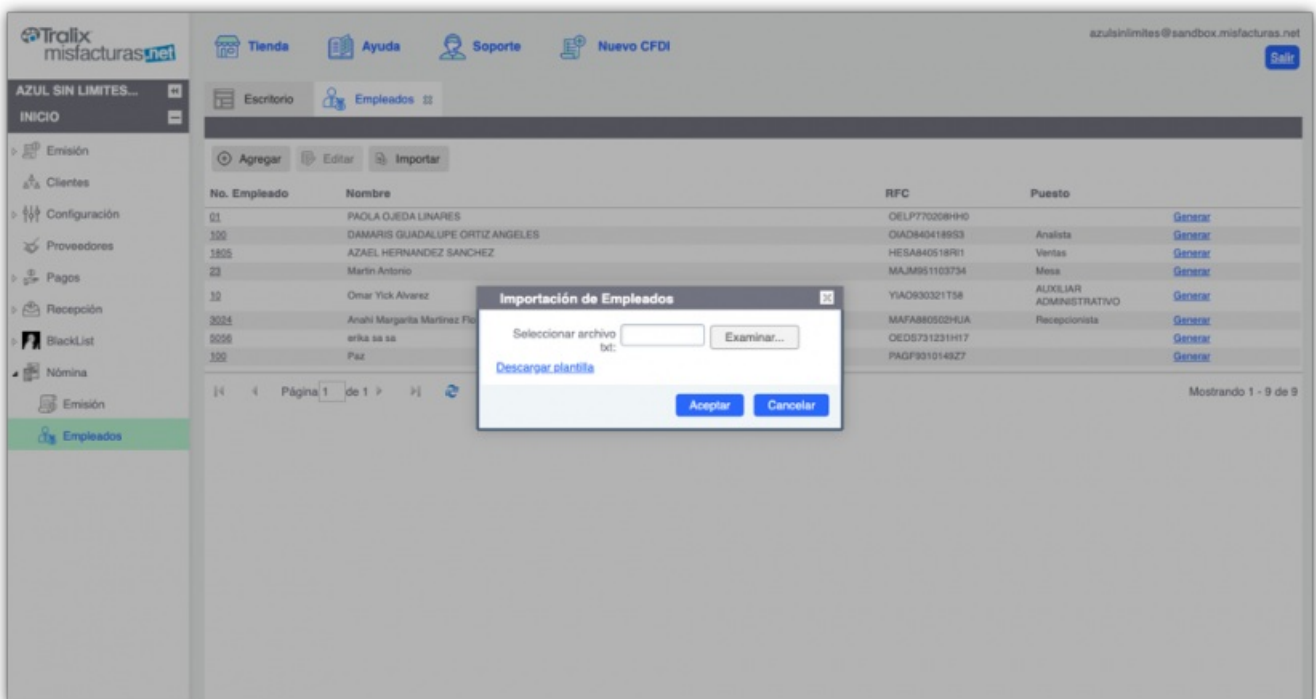 Tralix
misfacturas.net
Tienda
Ayuda
Soporte
Nuevo CFDI
azulsinlimites@sandbox.misfacturas.net
Salir
AZUL SIN LIMITES...
INICIO
Escritorio
Empleados
Emisión
Clientes
Configuración
Proveedores
Pagos
Recepción
BlackList
Nómina
Emisión
Empleados
Agregar Editar Importar
No. Empleado Nombre RFC Puesto
01 PAOLA OJEDA LINARES OELP770208HH0 Generar
100 DAMARIS GUADALUPE ORTIZ ANGELES OIAD8404189S3 Analista Generar
1805 AZAEL HERNANDEZ SANCHEZ HESA840518RI1 Ventas Generar
23 Martin Antonio MAJM951103734 Mesa Generar
10 Omar Yick Alvarez YIAO930321T58 AUXILIAR ADMINISTRATIVO Generar
3024 Anahi Margarita Martinez Flo MAFA880502HUA Recepcionista Generar
5056 erika sa sa OEDS731231H17 Generar
100 Paz PAGF9310149Z7 Generar
Página 1 de 1
Mostrando 1 - 9 de 9
Importación de Empleados
Seleccionar archivo
txt:
Examinar...
Descargar plantilla
Aceptar Cancelar